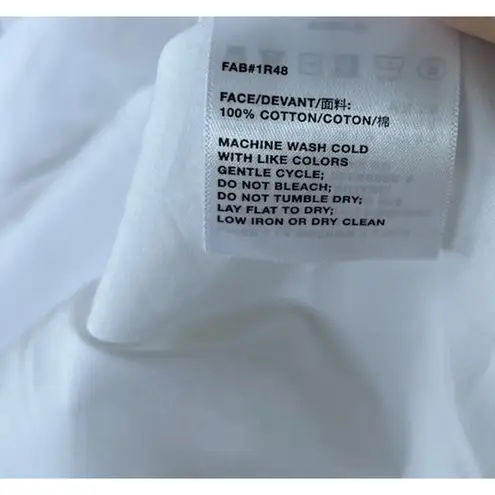 FAB#1R48
FACE/DEVANT/面料:
100% COTTON/COTON/棉
MACHINE WASH COLD
WITH LIKE COLORS
GENTLE CYCLE;
DO NOT BLEACH;
DO NOT TUMBLE DRY;
LAY FLAT TO DRY;
LOW IRON OR DRY CLEAN